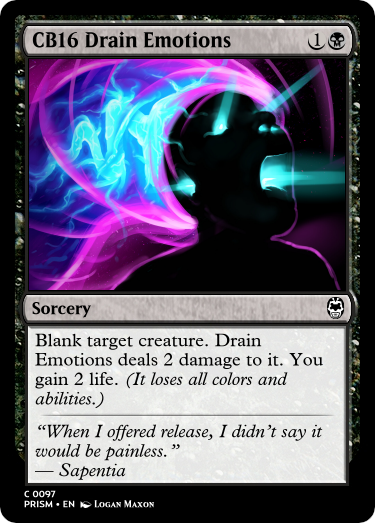 CB16 Drain Emotions 1
Sorcery
Blank target creature. Drain
Emotions deals 2 damage to it. You
gain 2 life. (It loses all colors and
abilities.)
“When I offered release, I didn’t say it
would be painless.”
— Sapentia
C 0097
PRISM • EN Logan Maxon